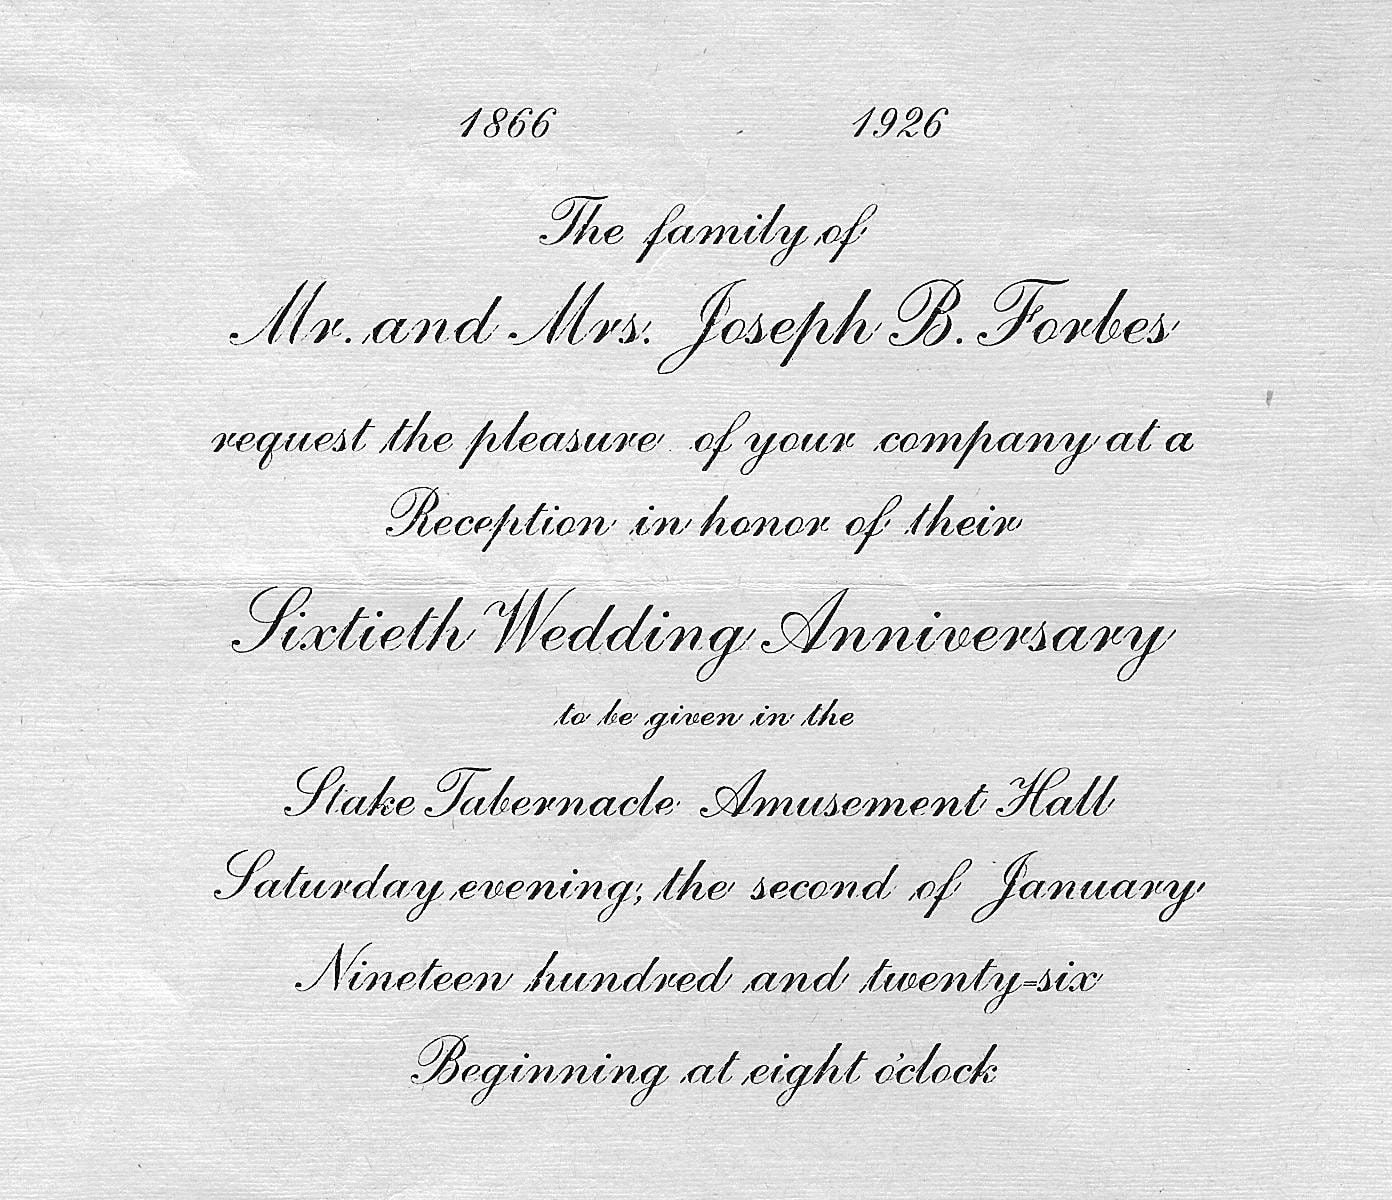 1866 1926
The family of
Mr. and Mrs. Joseph B. Forbes
request the pleasure of your company at a
Reception in honor of their
Sixtieth Wedding Anniversary
to be given in the
Stake Tabernacle Amusement Hall
Saturday evening, the second of January
Nineteen hundred and twenty=six
Beginning at eight o'clock